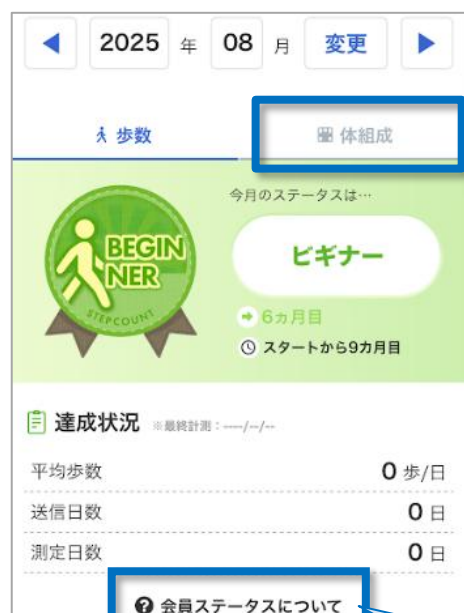 2025 年 08 月 変更
歩数 体組成
今月のステータスは…
BEGIN
NER
STEPCOUNT
ビギナー
6ヵ月目
スタートから9カ月目
達成状況 ※最終計測：----/--/--
平均歩数 0 歩/日
送信日数 0 日
測定日数 0 日
? 会員ステータスについて